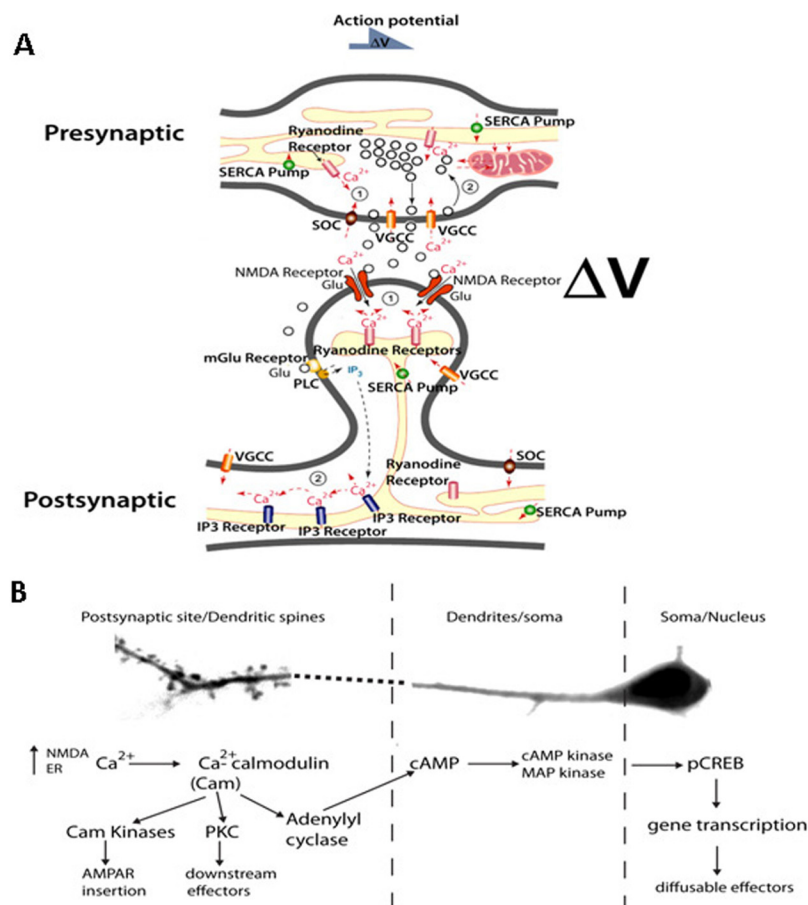 Action potential
ΔV
A
Presynaptic
SERCA Pump
Ryanodine
Receptor
Ca2+
SERCA Pump
Ca2+
1
2
SOC
VGCC
VGCC
Ca2+
Ca2+
NMDA Receptor
Glu
NMDA Receptor
Glu
ΔV
1
Ca2+
Ca2+
Ryanodine Receptors
mGlu Receptor
Glu
PLC
IP3
SERCA Pump
VGCC
VGCC
SOC
Ryanodine
Receptor
2
Postsynaptic
Ca2+
Ca2+
Ca2+
IP3 Receptor
IP3 Receptor
IP3 Receptor
SERCA Pump
B
Postsynaptic site/Dendritic spines
Dendrites/soma
Soma/Nucleus
NMDA
ER
Ca2+
Ca2+- calmodulin
(Cam)
cAMP
cAMP kinase
MAP kinase
pCREB
Cam Kinases
PKC
Adenylyl
cyclase
gene transcription
AMPAR
insertion
downstream
effectors
diffusable effectors